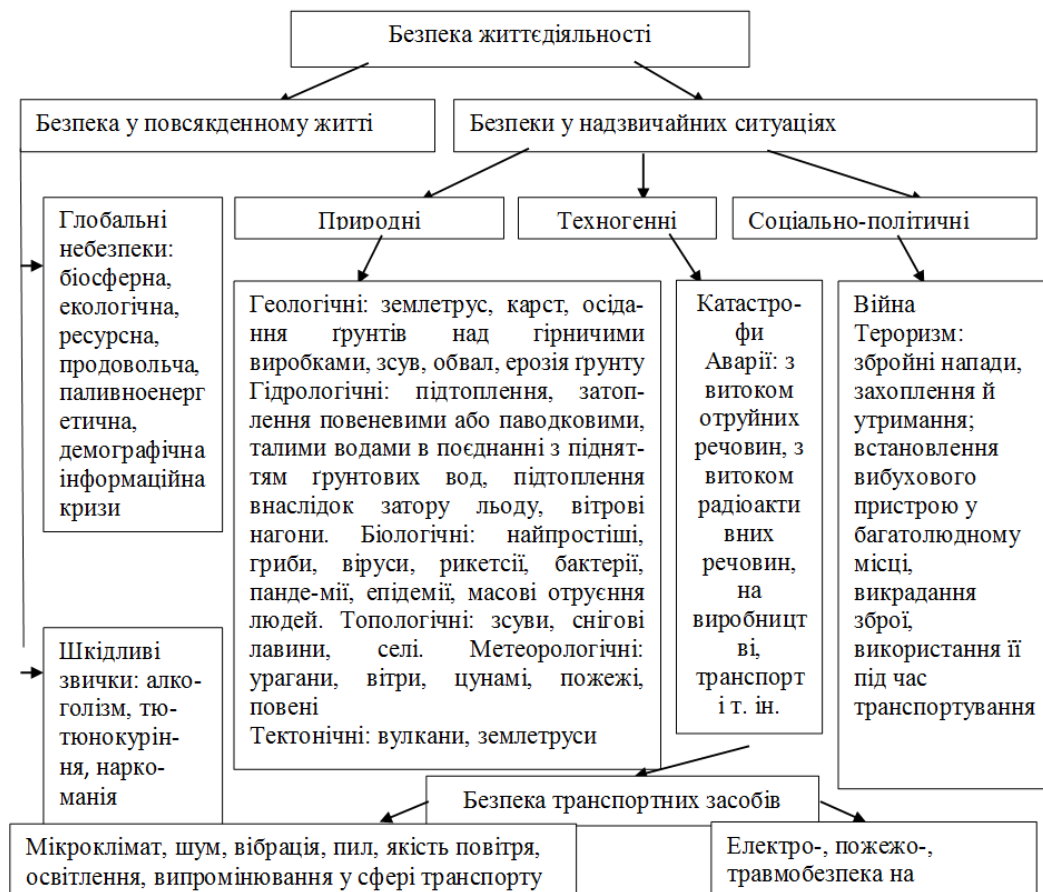 Безпека життєдіяльності
Безпека у повсякденному житті
Безпеки у надзвичайних ситуаціях
Глобальні
небезпеки:
біосферна,
екологічна,
ресурсна,
продовольча,
паливноенерг
етична,
демографічна
інформаційна
кризи
Шкідливі
звички: алко-
голізм, тю-
тюнокурін-
ня, нарко-
манія
Природні
Техногенні
Соціально-політичні
Геологічні: землетрус, карст, осіда-
ння ґрунтів над гірничими
виробками, зсув, обвал, ерозія ґрунту
Гідрологічні: підтоплення, затоп-
лення повеневими або паводковими,
талими водами в поєднанні з піднят-
тям ґрунтових вод, підтоплення
внаслідок затору льоду, вітрові
нагони. Біологічні: найпростіші,
гриби, віруси, рикетсії, бактерії,
панде-мії, епідемії, масові отруєння
людей. Топологічні: зсуви, снігові
лавини, селі. Метеорологічні:
урагани, вітри, цунамі, пожежі,
повені
Тектонічні: вулкани, землетруси
Катастро-
фи
Аварії: з
витоком
отруйних
речовин, з
витоком
радіоакти
вних
речовин,
на
виробницт
ві,
транспорт
і т. ін.
Війна
Тероризм:
збройні напади,
захоплення й
утримання;
встановлення
вибухового
пристрою у
багатолюдному
місці,
викрадання
зброї,
використання її
під час
транспортування
Безпека транспортних засобів
Мікроклімат, шум, вібрація, пил, якість повітря,
освітлення, випромінювання у сфері транспорту
Електро-, пожежо-,
травмобезпека на